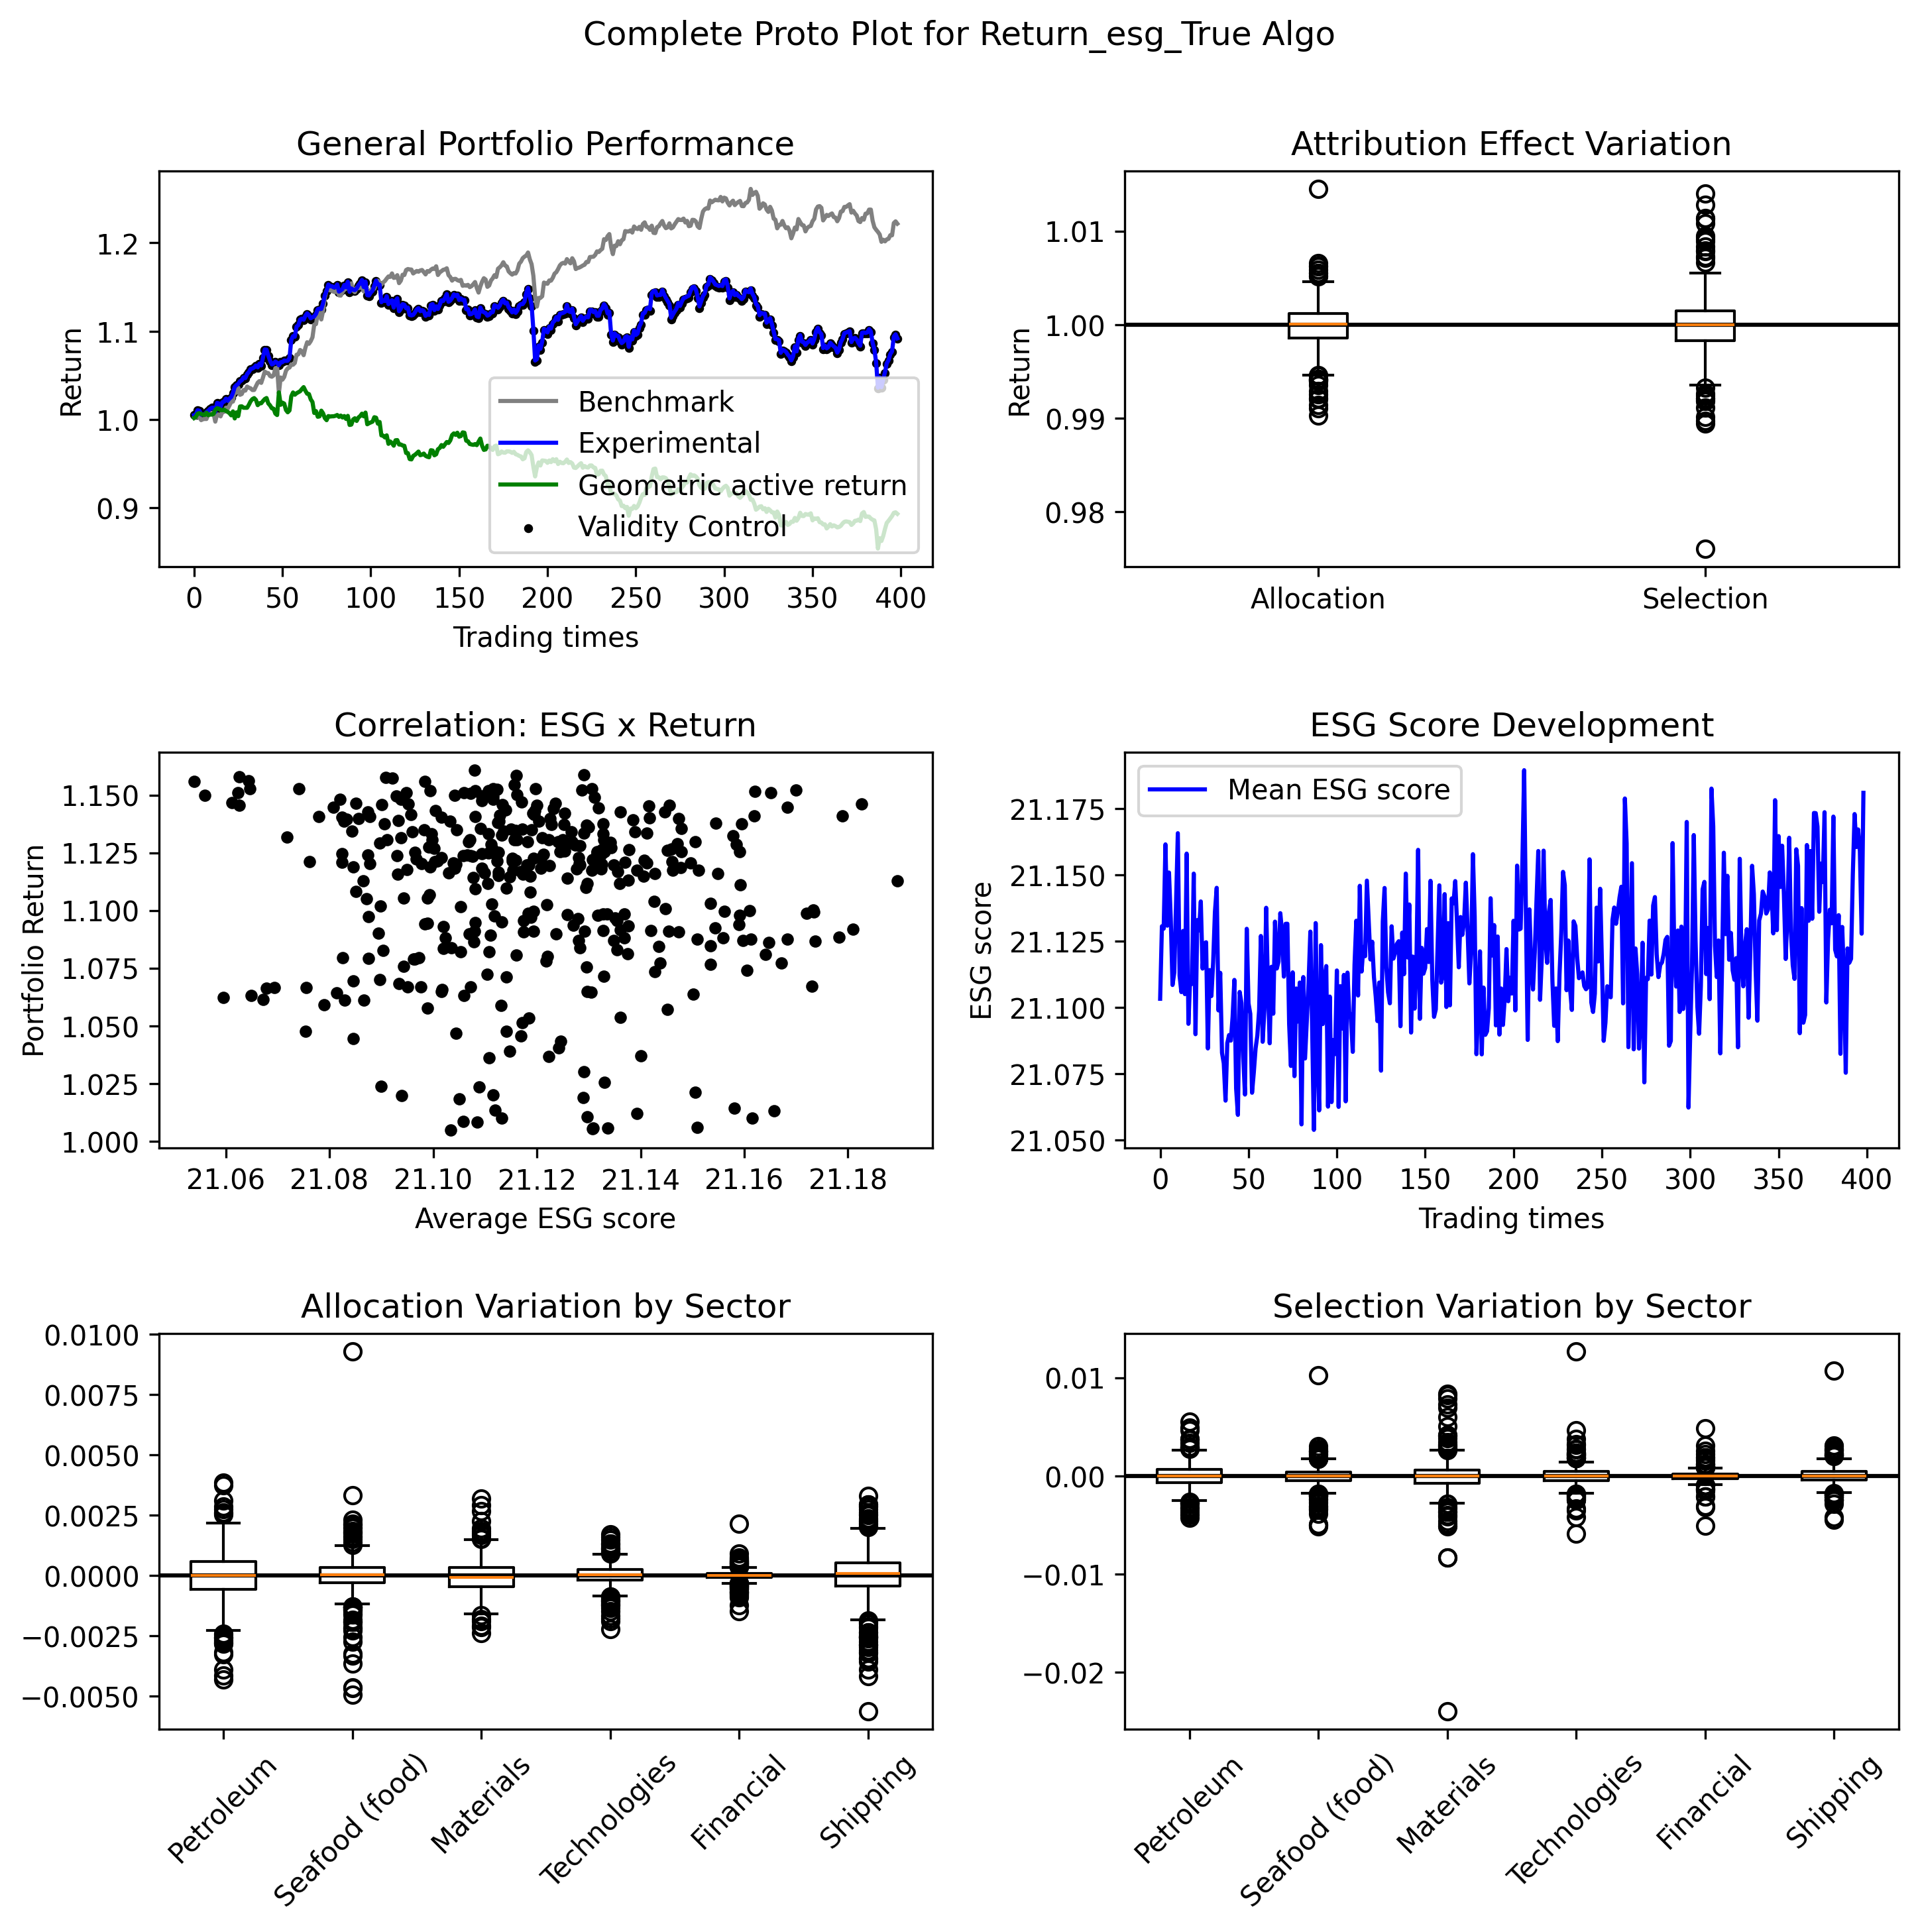 Complete Proto Plot for Return_esg_True Algo
General Portfolio Performance
Return
1.2
1.1
1.0
0.9
Benchmark
Experimental
Geometric active return
Validity Control
0 50 100 150 200 250 300 350 400
Trading times
Attribution Effect Variation
Return
1.01
1.00
0.99
0.98
Allocation Selection
Correlation: ESG x Return
Portfolio Return
1.150
1.125
1.100
1.075
1.050
1.025
1.000
21.06 21.08 21.10 21.12 21.14 21.16 21.18
Average ESG score
ESG Score Development
Mean ESG score
ESG score
21.175
21.150
21.125
21.100
21.075
21.050
0 50 100 150 200 250 300 350 400
Trading times
Allocation Variation by Sector
0.0100
0.0075
0.0050
0.0025
0.0000
−0.0025
−0.0050
Petroleum
Seafood (food)
Materials
Technologies
Financial
Shipping
Selection Variation by Sector
0.01
0.00
−0.01
−0.02
Petroleum
Seafood (food)
Materials
Technologies
Financial
Shipping